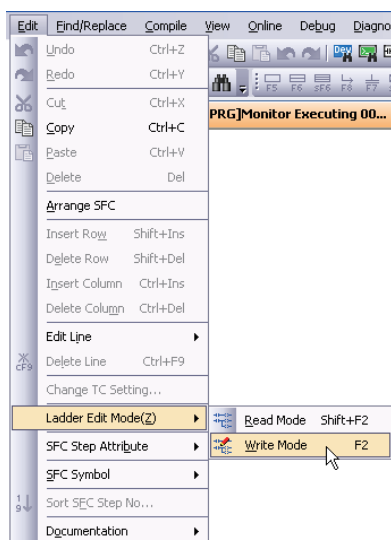 Edit Find/Replace Compile View Online Debug Diagno
Undo Ctrl+Z
Redo Ctrl+Y
Cut Ctrl+X
Copy Ctrl+C
Paste Ctrl+V
Delete Del
Arrange SFC
Insert Row Shift+Ins
Delete Row Shift+Del
Insert Column Ctrl+Ins
Delete Column Ctrl+Del
Edit Line
Delete Line Ctrl+F9
Change TC Setting...
Ladder Edit Mode(Z)
SFC Step Attribute
SFC Symbol
Sort SFC Step No...
Documentation
Dev
F5 F6 sF6 F8 F7
PRG]Monitor Executing 00...
cF9
Read Mode Shift+F2
Write Mode F2